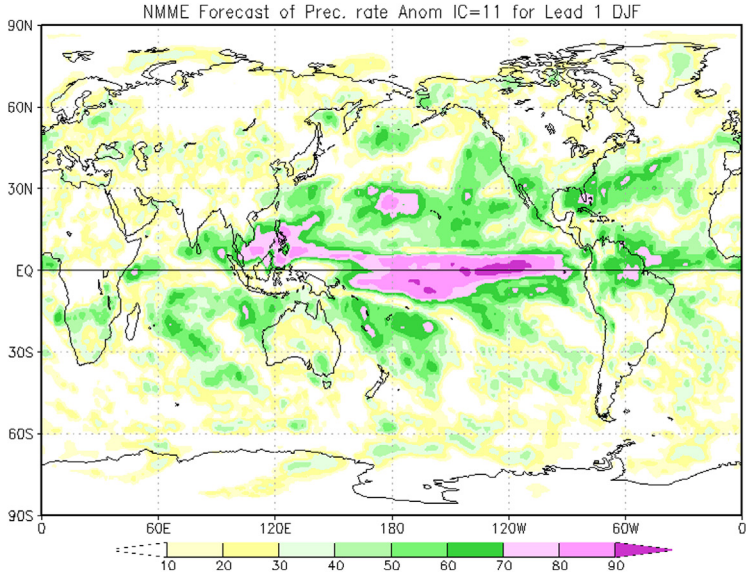 NMME Forecast of Prec. rate Anom IC=11 for Lead 1 DJF
90N
60N
30N
EQ
30S
60S
90S
0 60E 120E 180 120W 60W 0
10 20 30 40 50 60 70 80 90